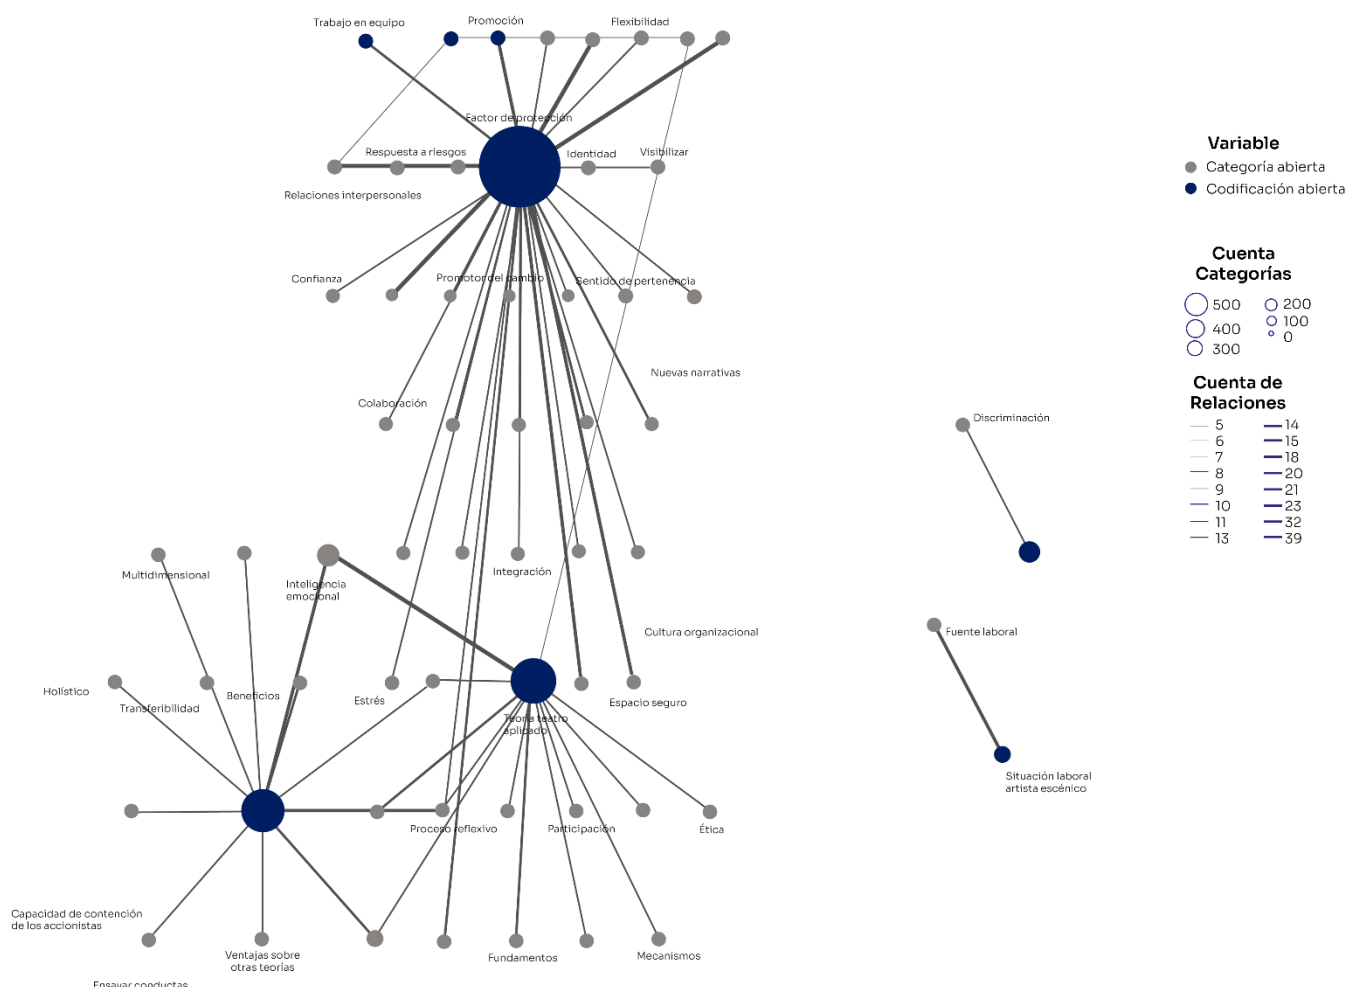 Trabajo en equipo
Promoción
Flexibilidad
Factor de protección
Respuesta a riesgos
Identidad
Visibilizar
Relaciones interpersonales
Confianza
Promotor del cambio
Sentido de pertenencia
Nuevas narrativas
Colaboración
Integración
Multidimensional
Inteligencia
emocional
Cultura organizacional
Holístico
Transferibilidad
Beneficios
Estrés
Espacio seguro
Teoría teatro
aplicado
Proceso reflexivo
Participación
Ética
Capacidad de contención
de los accionistas
Ventajas sobre
otras teorías
Fundamentos
Mecanismos
Ensayar conductas
Discriminación
Fuente laboral
Situación laboral
artista escénico
Variable
Categoría abierta
Codificación abierta
Cuenta
Categorías
500 200
400 100
300 0
Cuenta de
Relaciones
5 14
6 15
7 18
8 20
9 21
10 23
11 32
13 39